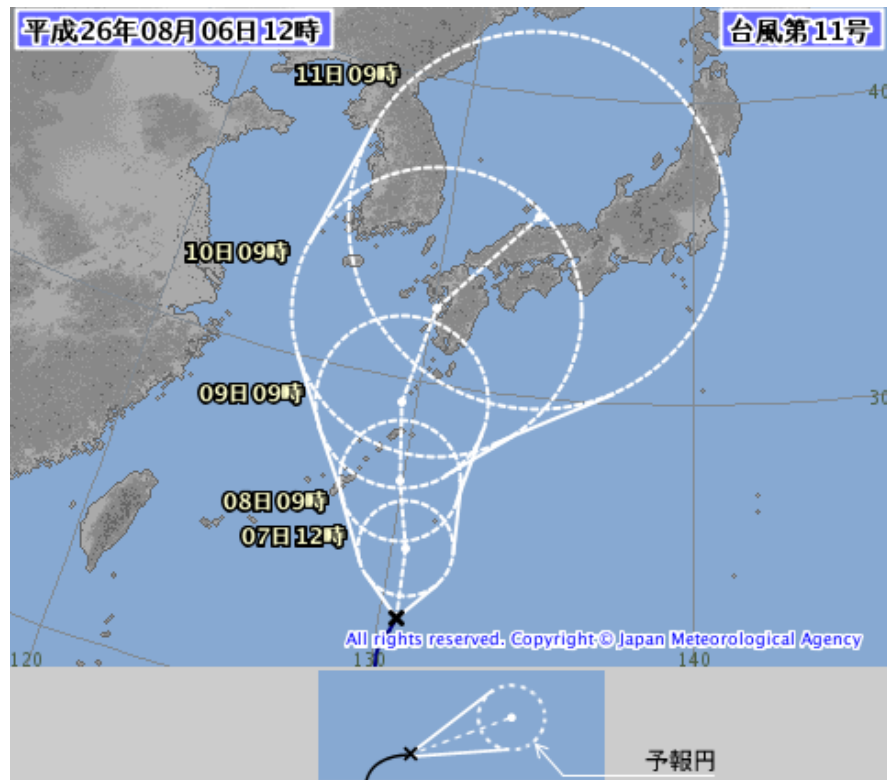 平成26年08月06日12時
台風第11号
11日09時
40
10日09時
09日09時
30
08日09時
07日12時
All rights reserved. Copyright © Japan Meteorological Agency
120
130
140
予報円